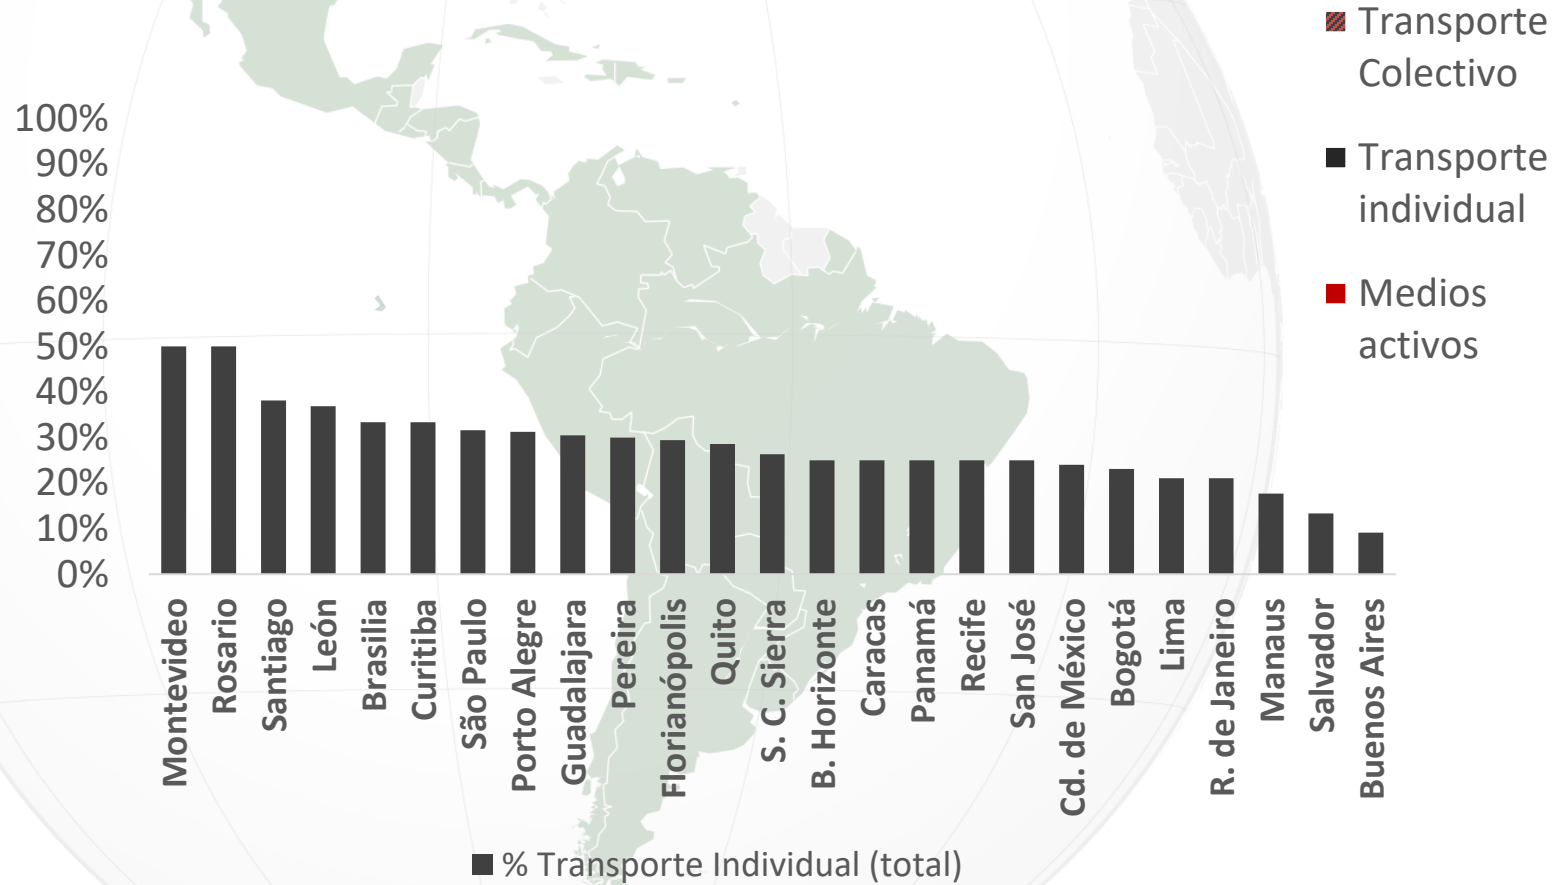 Transporte
Colectivo
Transporte
individual
Medios
activos
100%
90%
80%
70%
60%
50%
40%
30%
20%
10%
0%
Montevideo
Rosario
Santiago
León
Brasilia
Curitiba
São Paulo
Porto Alegre
Guadalajara
Pereira
Florianópolis
Quito
S. C. Sierra
B. Horizonte
Caracas
Panamá
Recife
San José
Cd. de México
Bogotá
Lima
R. de Janeiro
Manaus
Salvador
Buenos Aires
% Transporte Individual (total)